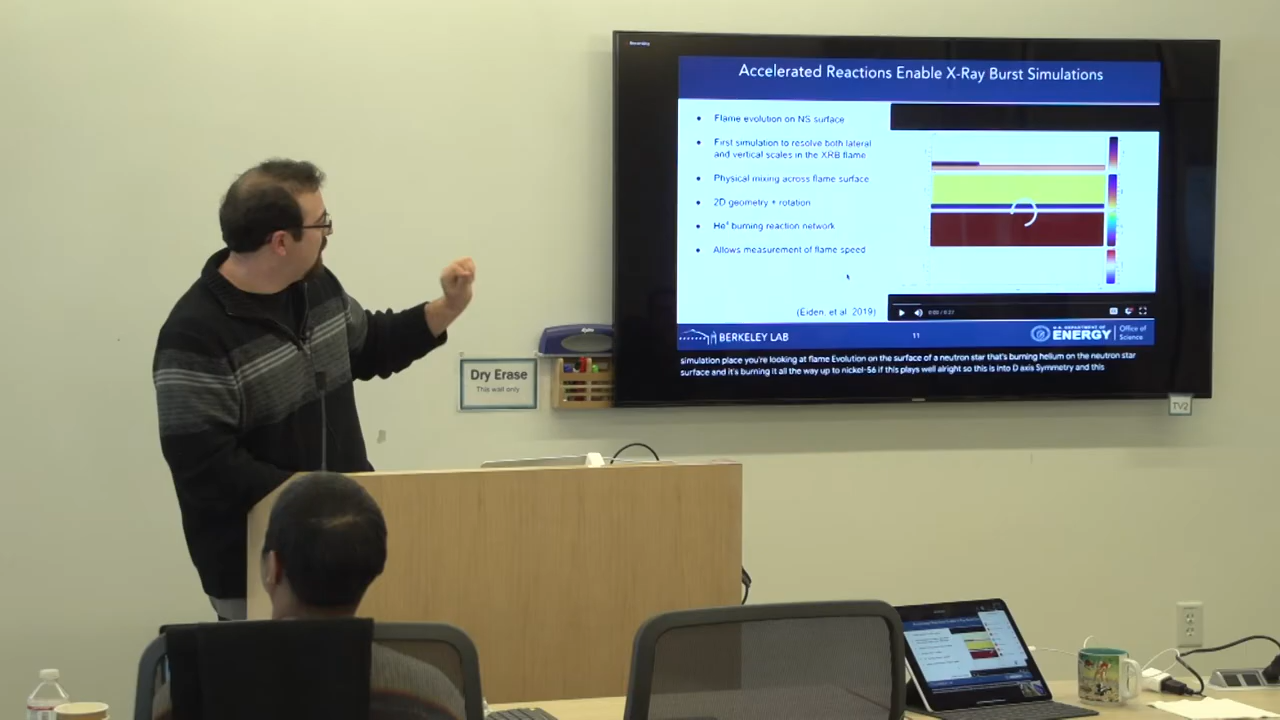 Accelerated Reactions Enable X-Ray Burst Simulations
• Flame evolution on NS surface
• First simulation to resolve both lateral
and vertical scales in the XRB flame
• Physical mixing across flame surface
• 2D geometry + rotation
• He⁴ burning reaction network
• Allows measurement of flame speed
(Eiden, et al 2019)
BERKELEY LAB
11
U.S. DEPARTMENT OF
ENERGY
Office of
Science
simulation place you're looking at flame Evolution on the surface of a neutron star that's burning helium on the neutron star
surface and it's burning it all the way up to nickel-56 if this plays well alright so this is into D axis Symmetry and this
Dry Erase
This wall only
TV2